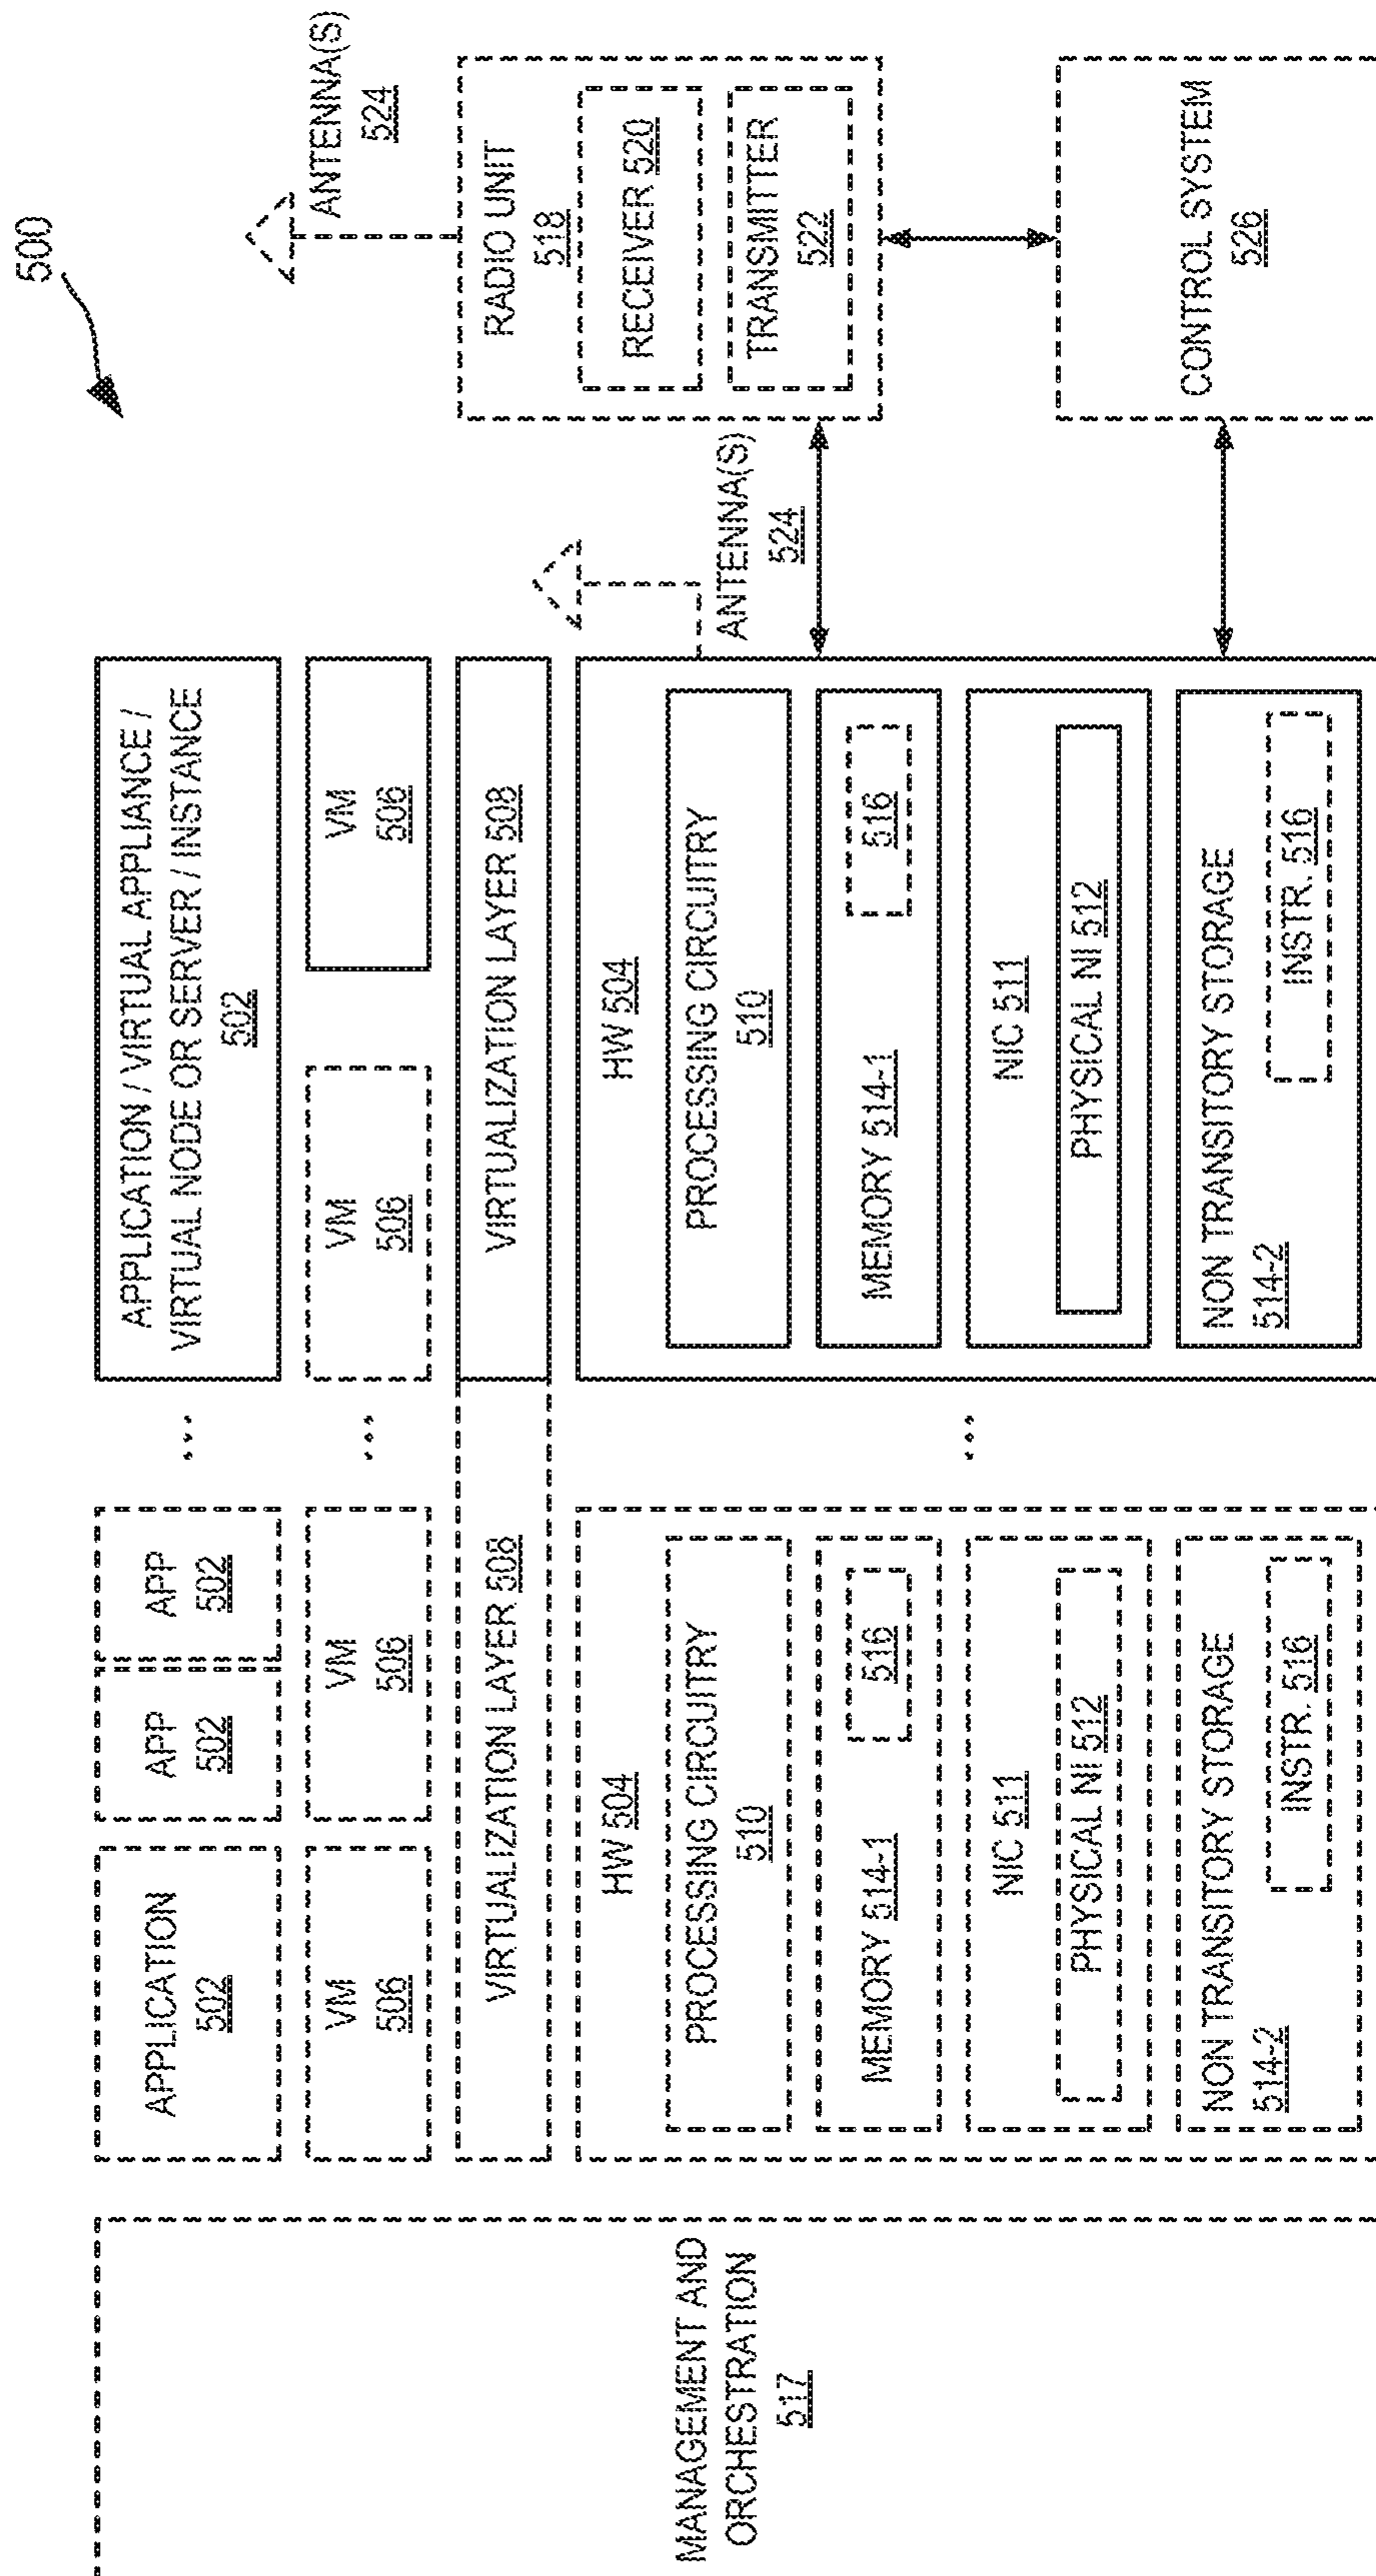 500
MANAGEMENT AND
ORCHESTRATION
517
APPLICATION
502
APP
502
APP
502
...
APPLICATION / VIRTUAL APPLIANCE /
VIRTUAL NODE OR SERVER / INSTANCE
502
VM
506
VM
506
...
VM
506
VM
506
VIRTUALIZATION LAYER 508
VIRTUALIZATION LAYER 508
HW 504
PROCESSING CIRCUITRY
510
MEMORY 514-1
516
NIC 511
PHYSICAL NI 512
NON TRANSITORY STORAGE
514-2
INSTR. 516
...
HW 504
PROCESSING CIRCUITRY
510
MEMORY 514-1
516
NIC 511
PHYSICAL NI 512
NON TRANSITORY STORAGE
514-2
INSTR. 516
ANTENNA(S)
524
ANTENNA(S)
524
RADIO UNIT
518
RECEIVER 520
TRANSMITTER
522
CONTROL SYSTEM
526